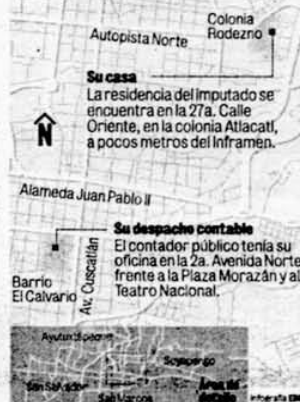 Colonia
Rodezno
Autopista Norte
Su casa
La residencia del imputado se
encuentra en la 27a. Calle
Oriente, en la colonia Atlacatl,
a pocos metros del Inframen.
N
Alameda Juan Pablo II
Su despacho contable
El contador público tenía su
oficina en la 2a. Avenida Norte
frente a la Plaza Morazán y al
Teatro Nacional.
Av. Cuscatlán
Barrio
El Calvario
Soyapango
San Salvador
San Marcos
Área de
detalle